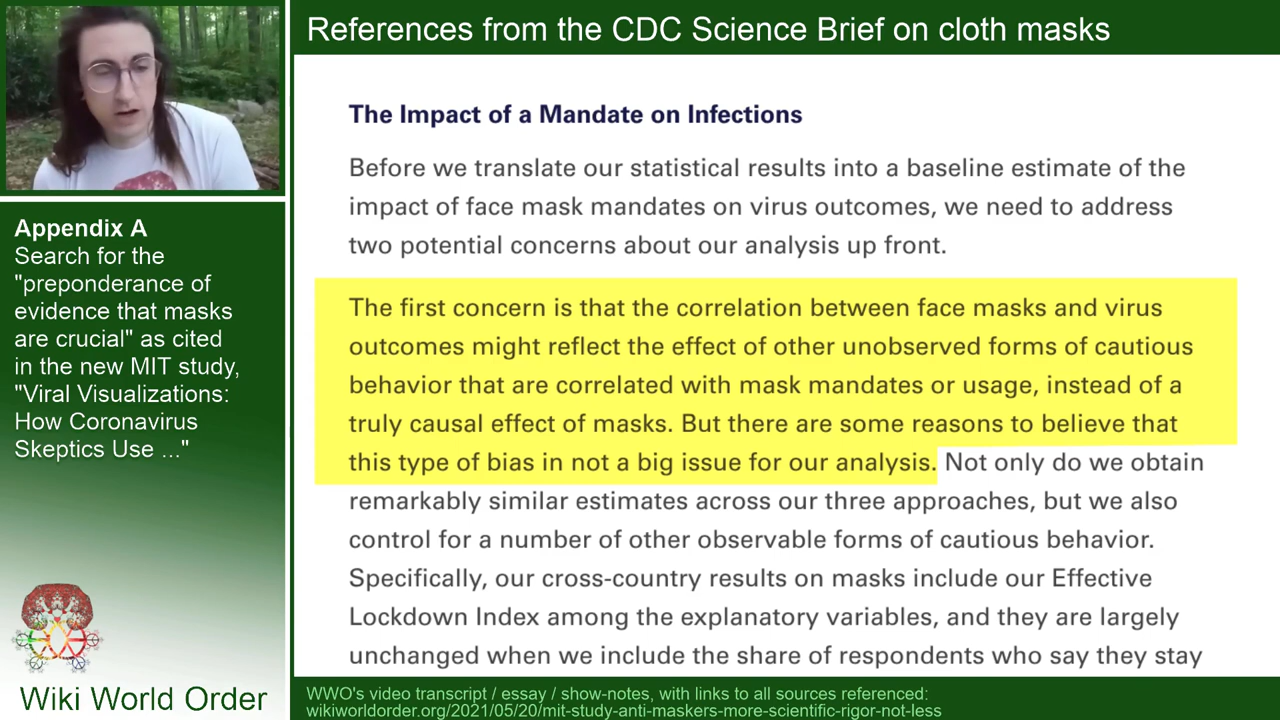 References from the CDC Science Brief on cloth masks
Appendix A
Search for the
"preponderance of
evidence that masks
are crucial" as cited
in the new MIT study,
"Viral Visualizations:
How Coronavirus
Skeptics Use ..."
Wiki World Order
The Impact of a Mandate on Infections
Before we translate our statistical results into a baseline estimate of the
impact of face mask mandates on virus outcomes, we need to address
two potential concerns about our analysis up front.
The first concern is that the correlation between face masks and virus
outcomes might reflect the effect of other unobserved forms of cautious
behavior that are correlated with mask mandates or usage, instead of a
truly causal effect of masks. But there are some reasons to believe that
this type of bias in not a big issue for our analysis. Not only do we obtain
remarkably similar estimates across our three approaches, but we also
control for a number of other observable forms of cautious behavior.
Specifically, our cross-country results on masks include our Effective
Lockdown Index among the explanatory variables, and they are largely
unchanged when we include the share of respondents who say they stay
WWO's video transcript / essay / show-notes, with links to all sources referenced:
wikiworldorder.org/2021/05/20/mit-study-anti-maskers-more-scientific-rigor-not-less